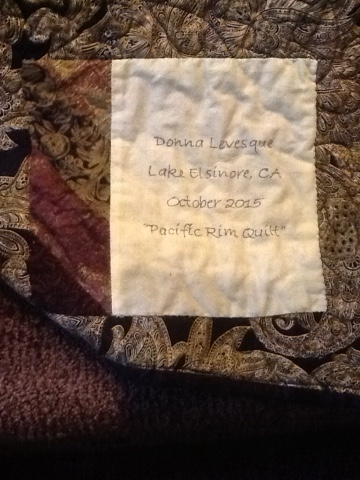 Donna Levesque
Lake Elsinore, CA
October 2015
"Pacific Rim Quilt"